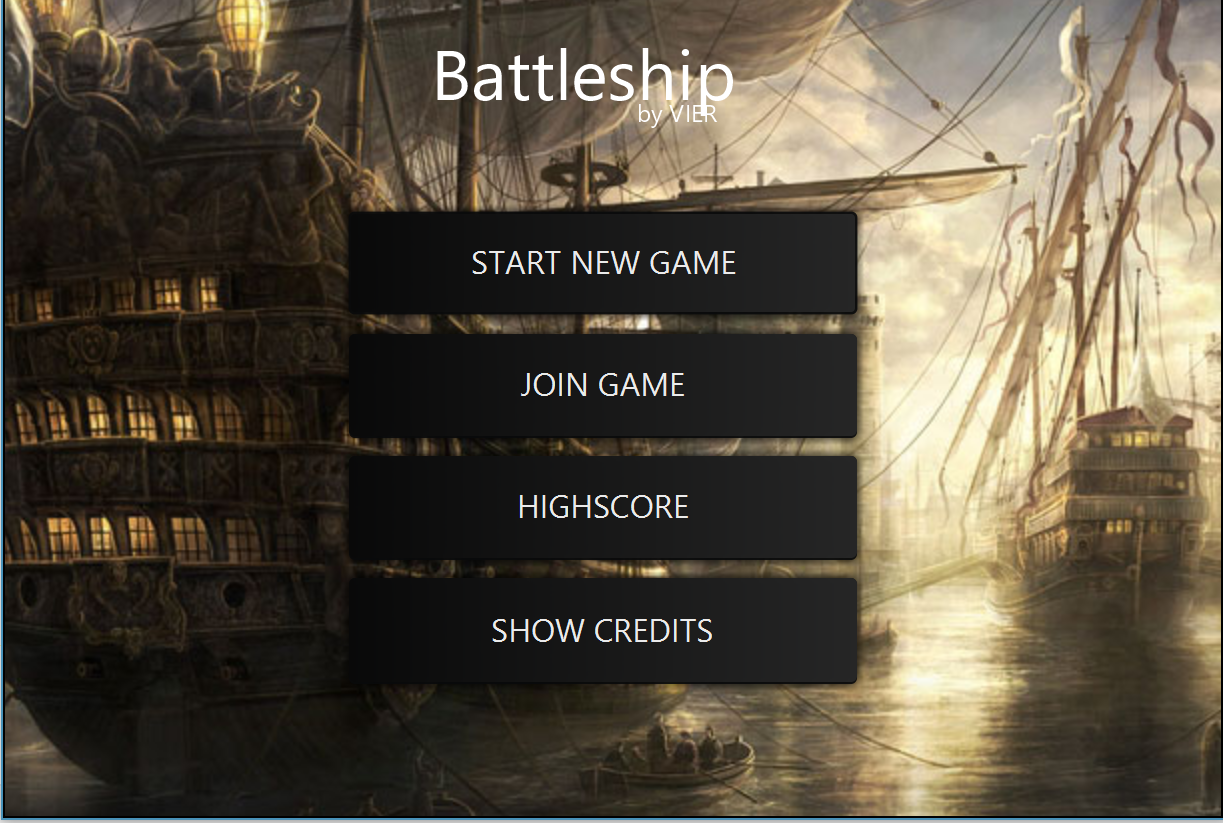 Battleship
by VIER
START NEW GAME
JOIN GAME
HIGHSCORE
SHOW CREDITS